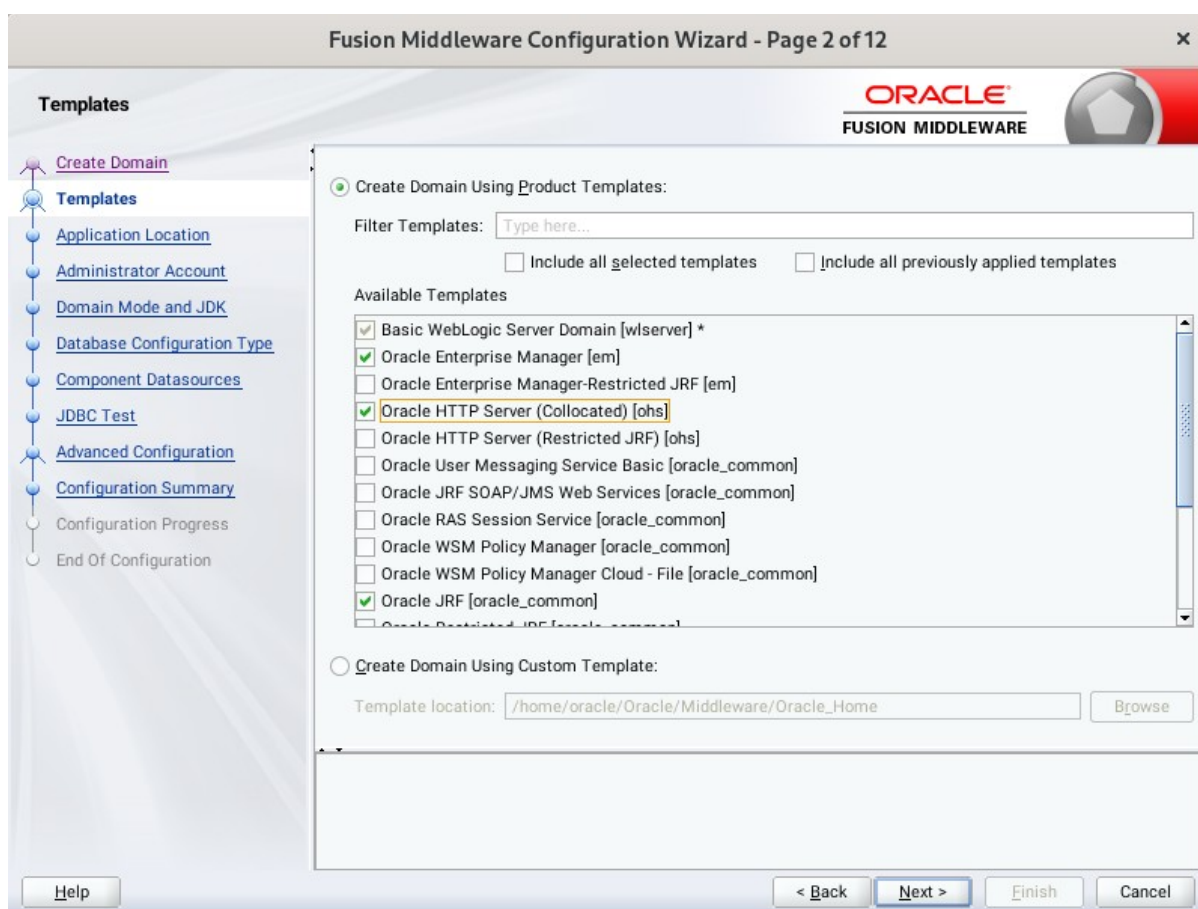 Fusion Middleware Configuration Wizard - Page 2 of 12
Templates
ORACLE
FUSION MIDDLEWARE
Create Domain
Templates
Application Location
Administrator Account
Domain Mode and JDK
Database Configuration Type
Component Datasources
JDBC Test
Advanced Configuration
Configuration Summary
Configuration Progress
End Of Configuration
Create Domain Using Product Templates:
Filter Templates: Type here...
Include all selected templates Include all previously applied templates
Available Templates
Basic WebLogic Server Domain [wlserver] *
Oracle Enterprise Manager [em]
Oracle Enterprise Manager-Restricted JRF [em]
Oracle HTTP Server (Collocated) [ohs]
Oracle HTTP Server (Restricted JRF) [ohs]
Oracle User Messaging Service Basic [oracle_common]
Oracle JRF SOAP/JMS Web Services [oracle_common]
Oracle RAS Session Service [oracle_common]
Oracle WSM Policy Manager [oracle_common]
Oracle WSM Policy Manager Cloud - File [oracle_common]
Oracle JRF [oracle_common]
Oracle Restricted JRF [oracle_common]
Create Domain Using Custom Template:
Template location: /home/oracle/Oracle/Middleware/Oracle_Home Browse
Help < Back Next > Finish Cancel